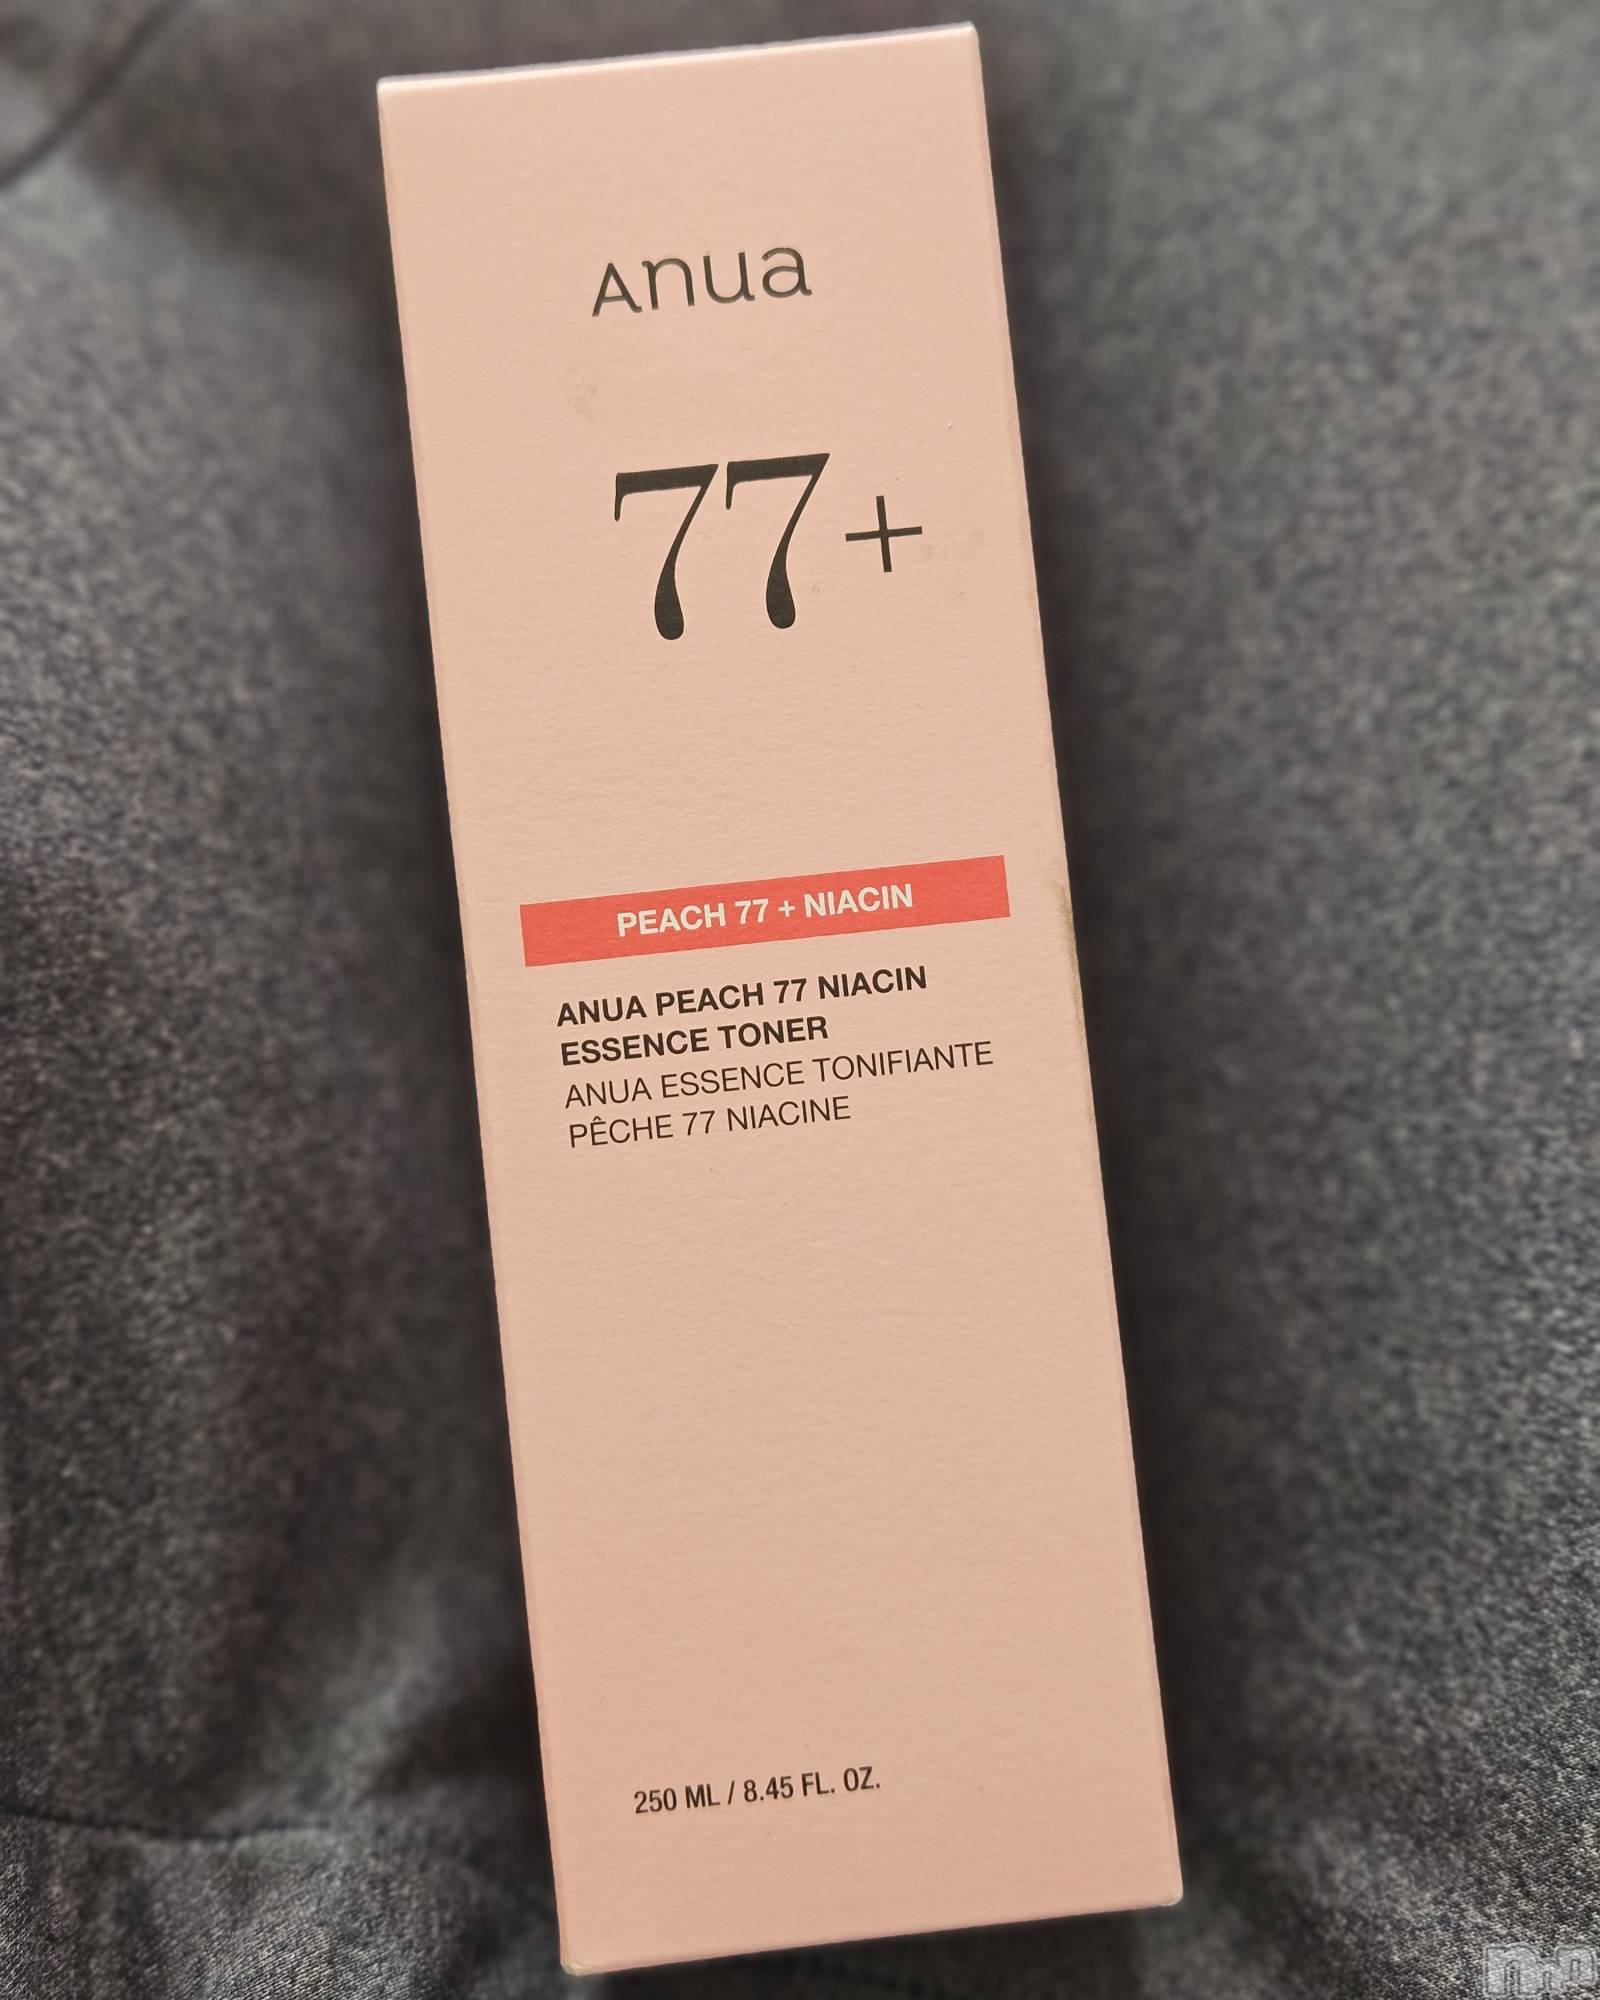 Anua
77+
PEACH 77 + NIACIN
ANUA PEACH 77 NIACIN
ESSENCE TONER
ANUA ESSENCE TONIFIANTE
PÊCHE 77 NIACINE
250 ML / 8.45 FL. OZ.